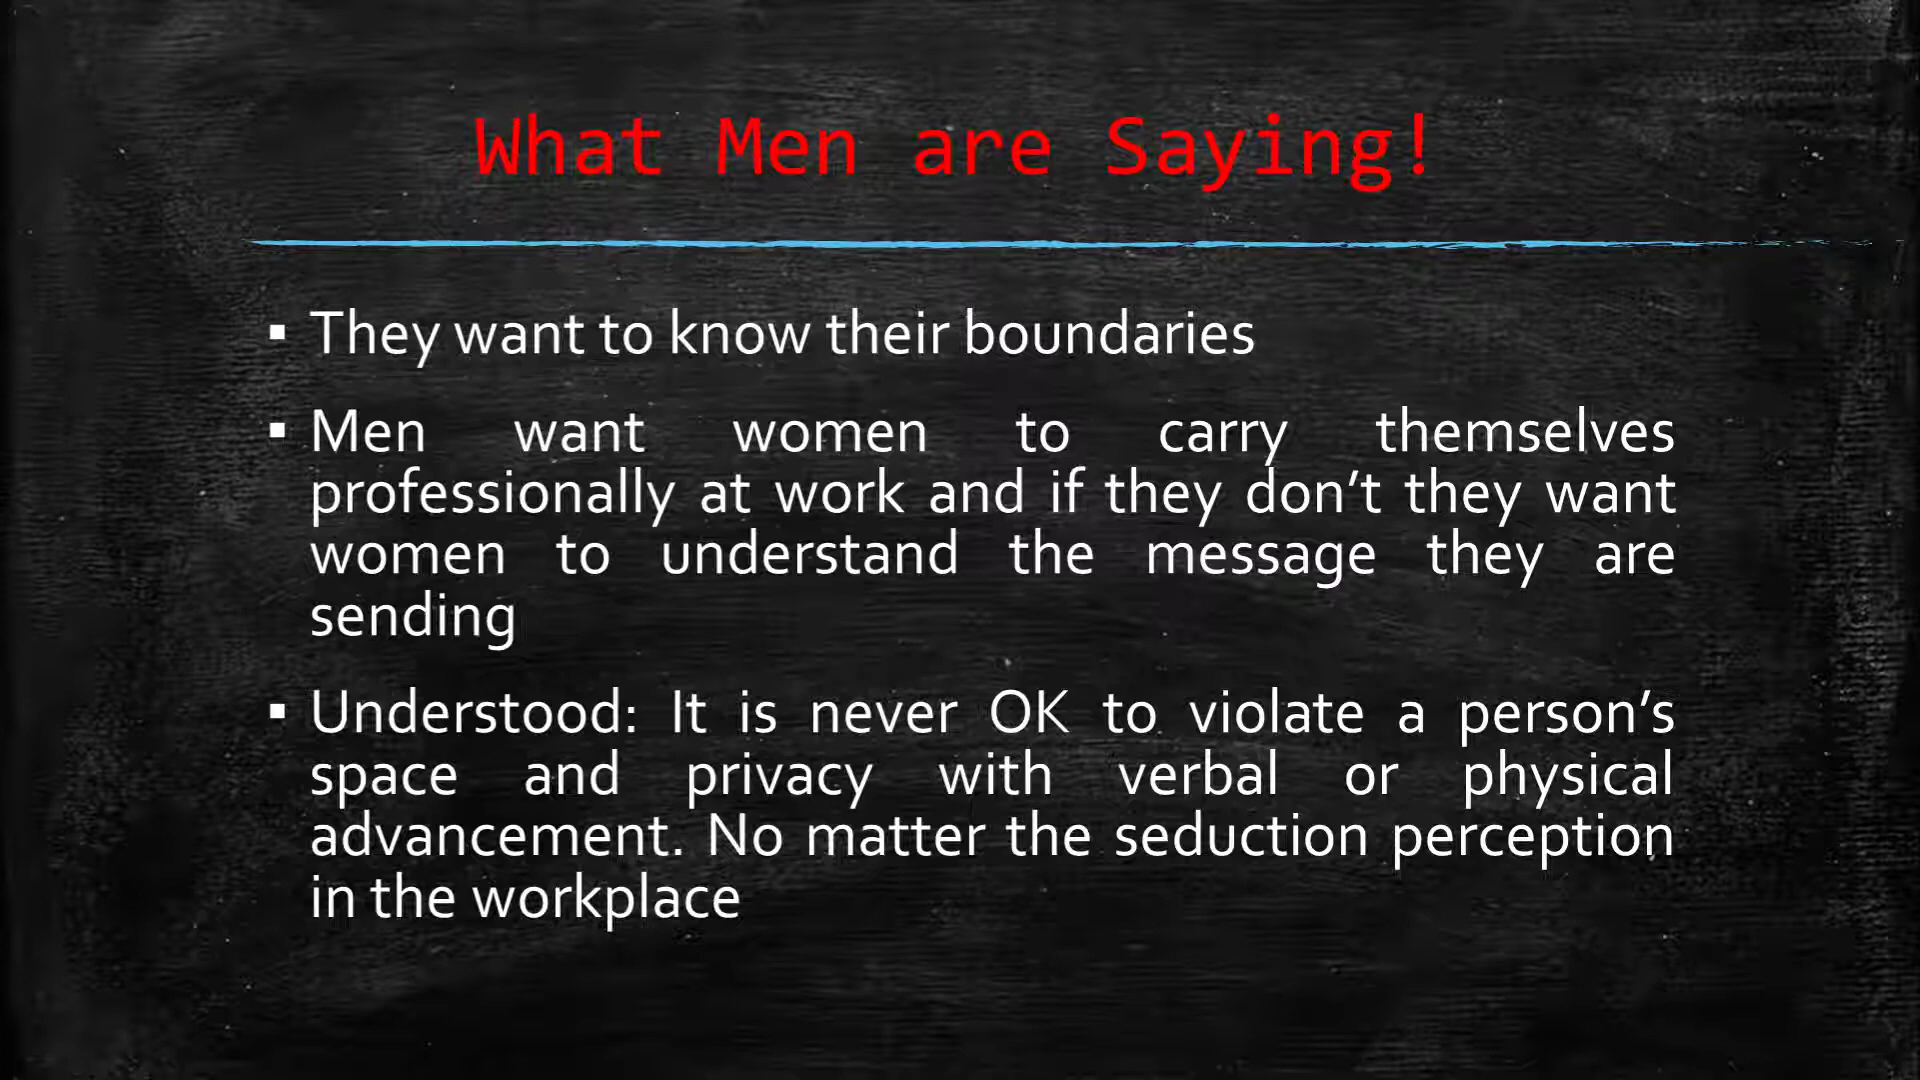 What Men are Saying!
▪ They want to know their boundaries
▪ Men want women to carry themselves
professionally at work and if they don’t they want
women to understand the message they are
sending
▪ Understood: It is never OK to violate a person’s
space and privacy with verbal or physical
advancement. No matter the seduction perception
in the workplace